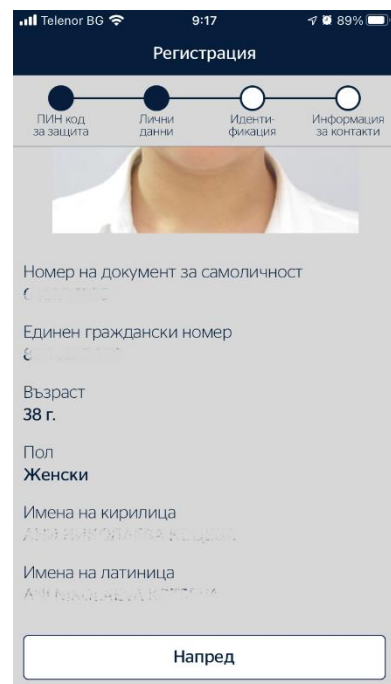 Telenor BG 9:17 89%
Регистрация
ПИН код
за защита
Лични
данни
Иденти-
фикация
Информация
за контакти
Номер на документ за самоличност
Единен граждански номер
Възраст
38 г.
Пол
Женски
Имена на кирилица
Имена на латиница
Напред